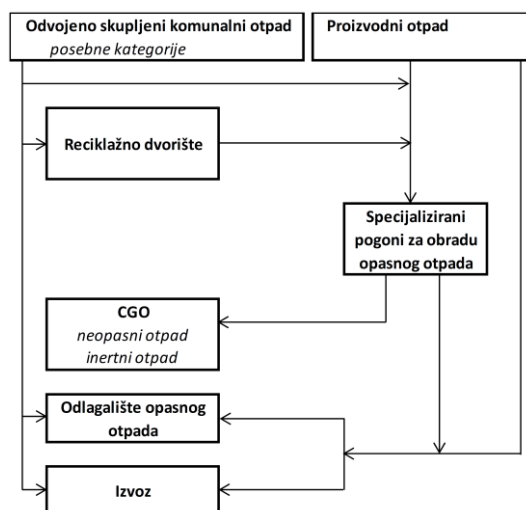 Odvojeno skupljeni komunalni otpad
posebne kategorije
Proizvodni otpad
Reciklažno dvorište
Specijalizirani
pogoni za obradu
opasnog otpada
CGO
neopasni otpad
inertni otpad
Odlagalište opasnog
otpada
Izvoz